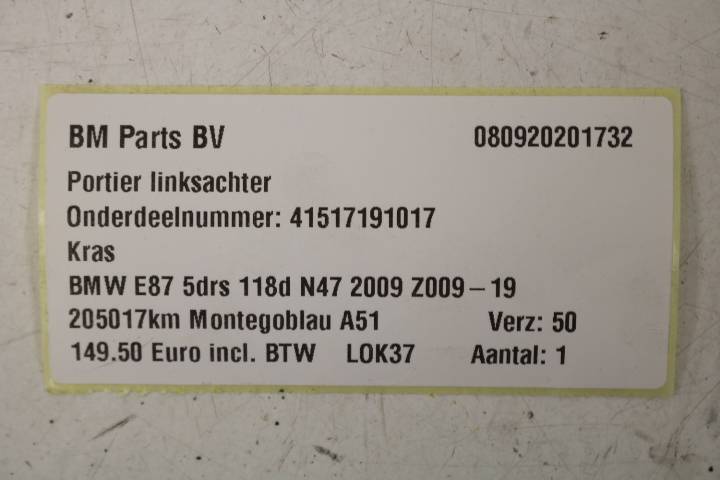 BM Parts BV 080920201732
Portier linksachter
Onderdeelnummer: 41517191017
Kras
BMW E87 5drs 118d N47 2009 Z009-19
205017km Montegoblau A51 Verz: 50
149.50 Euro incl. BTW LOK37 Aantal: 1